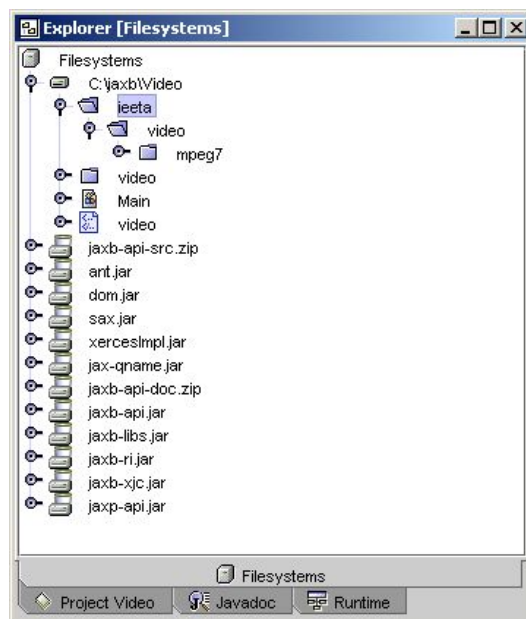 Explorer [Filesystems]
Filesystems
C:\jaxb\Video
ieeta
video
mpeg7
video
Main
video
jaxb-api-src.zip
ant.jar
dom.jar
sax.jar
xercesImpl.jar
jax-qname.jar
jaxb-api-doc.zip
jaxb-api.jar
jaxb-libs.jar
jaxb-ri.jar
jaxb-xjc.jar
jaxp-api.jar
Filesystems
Project Video Javadoc Runtime